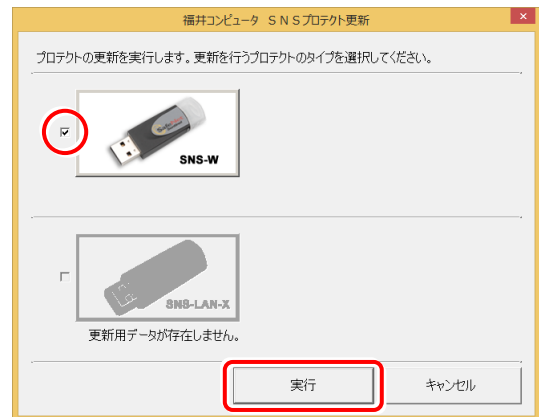 福井コンピュータ ＳＮＳプロテクト更新
プロテクトの更新を実行します。更新を行うプロテクトのタイプを選択してください。
SNS-W
SNS-LAN-X
更新用データが存在しません。
実行
キャンセル